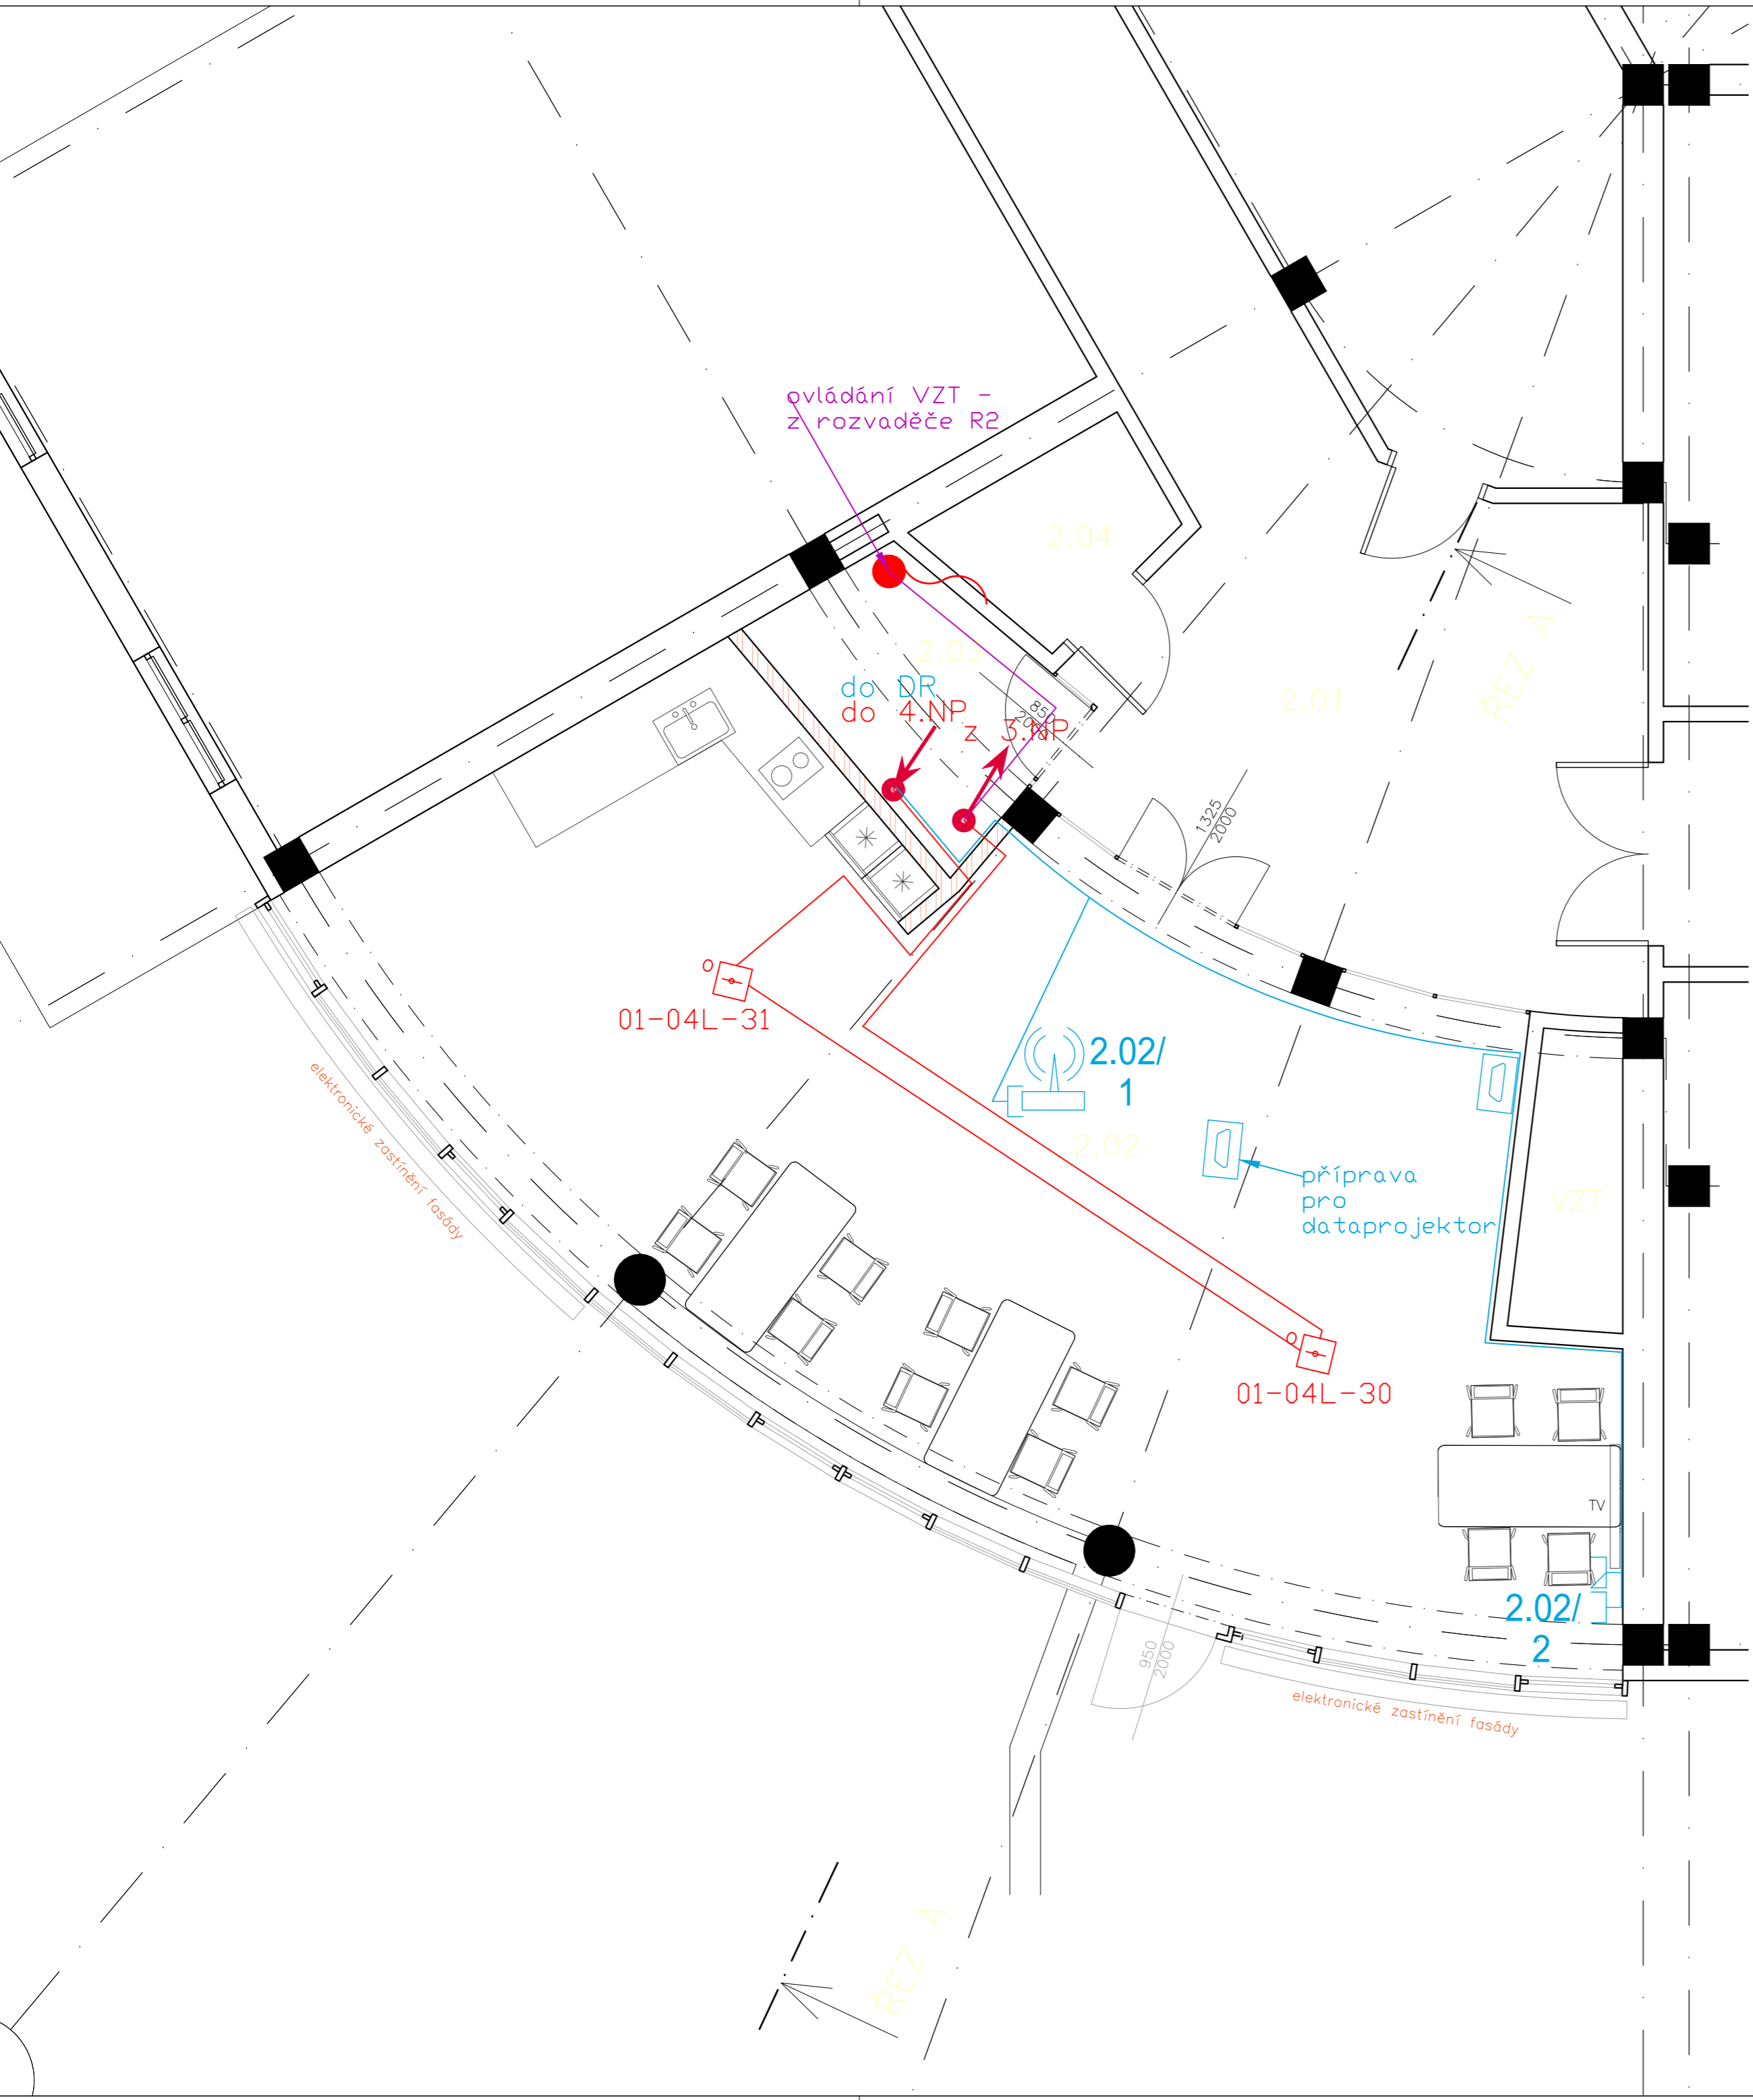 ovládání VZT -
z rozvaděče R2
2.04
2.03
2.01
ŘEZ A
do DR
do 4.NP
z 3.NP
850
1325
2000
01-04L-31
2.02/
1
2.02
elektronické zastínění fasády
příprava
pro
dataprojektor
VZT
01-04L-30
TV
2.02/
2
950
2000
elektronické zastínění fasády
ŘEZ A